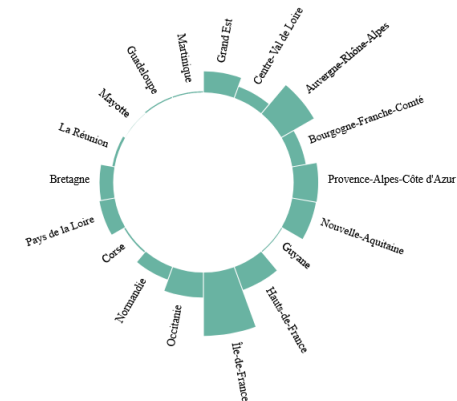 Grand Est
Centre-Val de Loire
Auvergne-Rhône-Alpes
Bourgogne-Franche-Comté
Provence-Alpes-Côte d'Azur
Nouvelle-Aquitaine
Guyane
Hauts-de-France
Île-de-France
Occitanie
Normandie
Corse
Pays de la Loire
Bretagne
La Réunion
Mayotte
Guadeloupe
Martinique